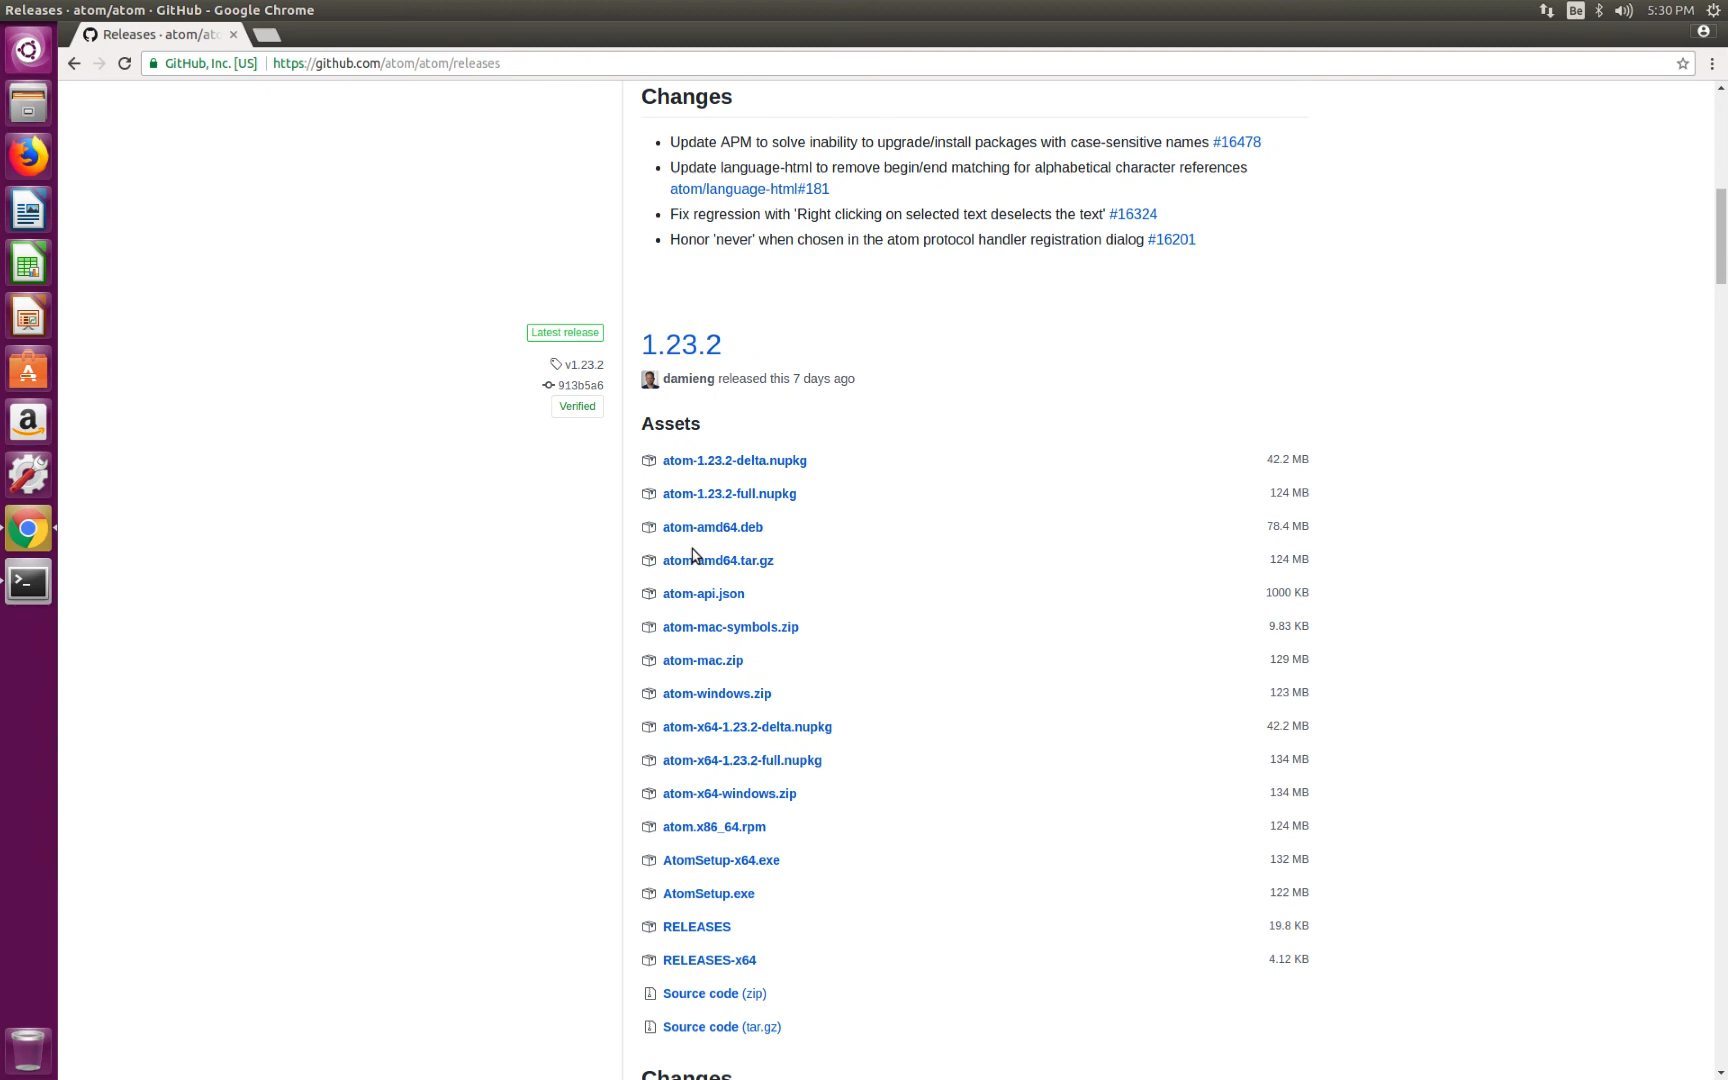 Releases · atom/atom · GitHub - Google Chrome
Be
5:30 PM
Releases · atom/ato
GitHub, Inc. [US]
https://github.com/atom/atom/releases
Changes
Update APM to solve inability to upgrade/install packages with case-sensitive names #16478
Update language-html to remove begin/end matching for alphabetical character references
atom/language-html#181
Fix regression with 'Right clicking on selected text deselects the text' #16324
Honor 'never' when chosen in the atom protocol handler registration dialog #16201
Latest release
v1.23.2
913b5a6
Verified
1.23.2
damieng released this 7 days ago
Assets
atom-1.23.2-delta.nupkg 42.2 MB
atom-1.23.2-full.nupkg 124 MB
atom-amd64.deb 78.4 MB
atom-amd64.tar.gz 124 MB
atom-api.json 1000 KB
atom-mac-symbols.zip 9.83 KB
atom-mac.zip 129 MB
atom-windows.zip 123 MB
atom-x64-1.23.2-delta.nupkg 42.2 MB
atom-x64-1.23.2-full.nupkg 134 MB
atom-x64-windows.zip 134 MB
atom.x86_64.rpm 124 MB
AtomSetup-x64.exe 132 MB
AtomSetup.exe 122 MB
RELEASES 19.8 KB
RELEASES-x64 4.12 KB
Source code (zip)
Source code (tar.gz)
Changes